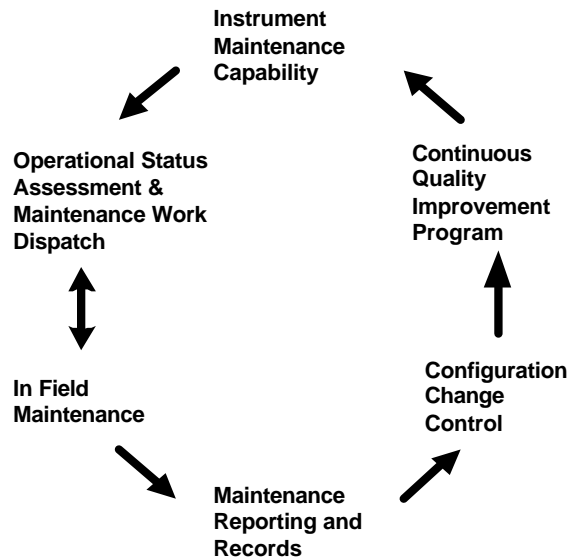 Instrument
Maintenance
Capability
Operational Status
Assessment &
Maintenance Work
Dispatch
Continuous
Quality
Improvement
Program
In Field
Maintenance
Configuration
Change
Control
Maintenance
Reporting and
Records